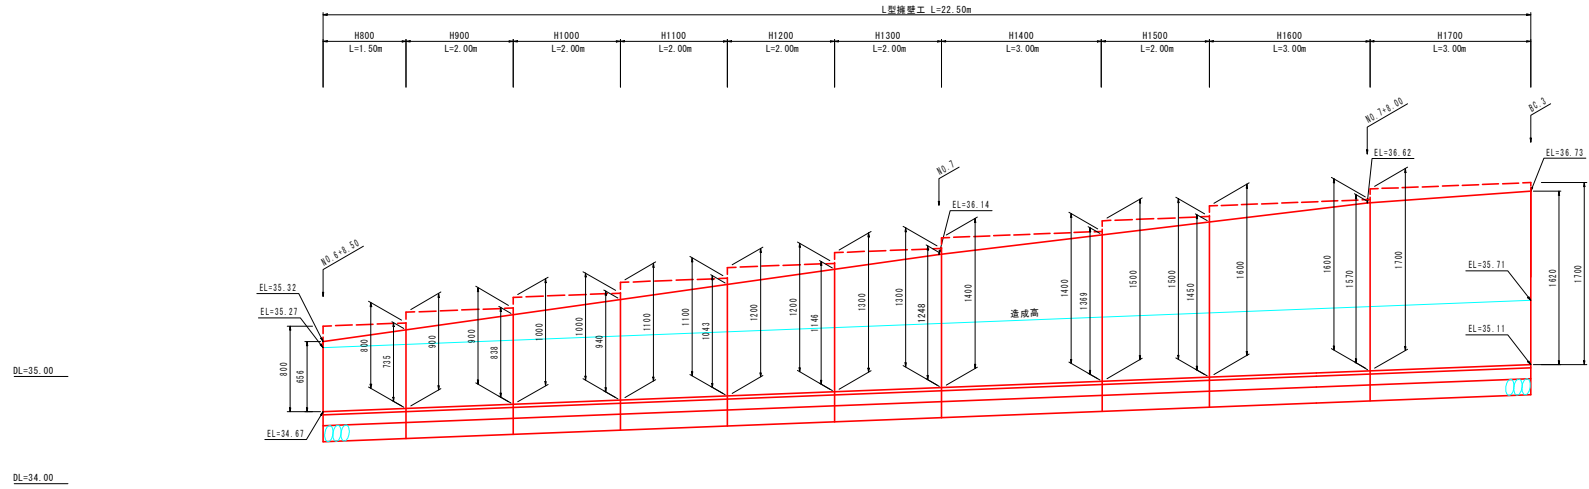 L型擁壁工 L=22.50m
H800
L=1.50m
H900
L=2.00m
H1000
L=2.00m
H1100
L=2.00m
H1200
L=2.00m
H1300
L=2.00m
H1400
L=3.00m
H1500
L=2.00m
H1600
L=3.00m
H1700
L=3.00m
NO.6+8.50
NO.7
NO.7+8.00
BC.3
EL=35.32
EL=35.27
EL=34.67
EL=36.14
EL=36.62
EL=36.73
EL=35.71
EL=35.11
造成高
800
656
800
735
900
900
838
1000
1000
940
1100
1100
1043
1200
1200
1146
1300
1300
1248
1400
1400
1369
1500
1500
1450
1600
1600
1570
1700
1620
1700
DL=35.00
DL=34.00